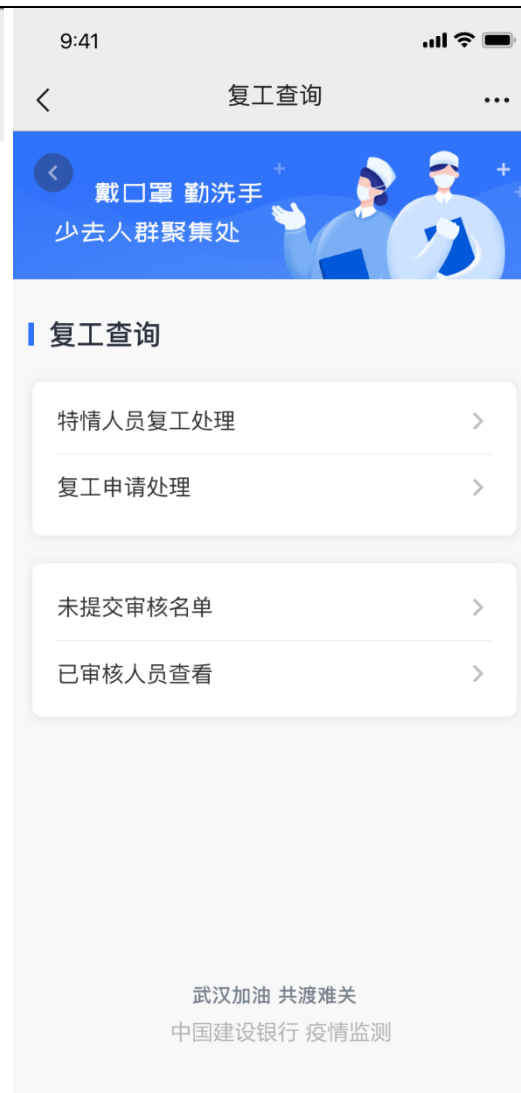 9:41
复工查询
戴口罩 勤洗手
少去人群聚集处
复工查询
特情人员复工处理
复工申请处理
未提交审核名单
已审核人员查看
武汉加油 共渡难关
中国建设银行 疫情监测